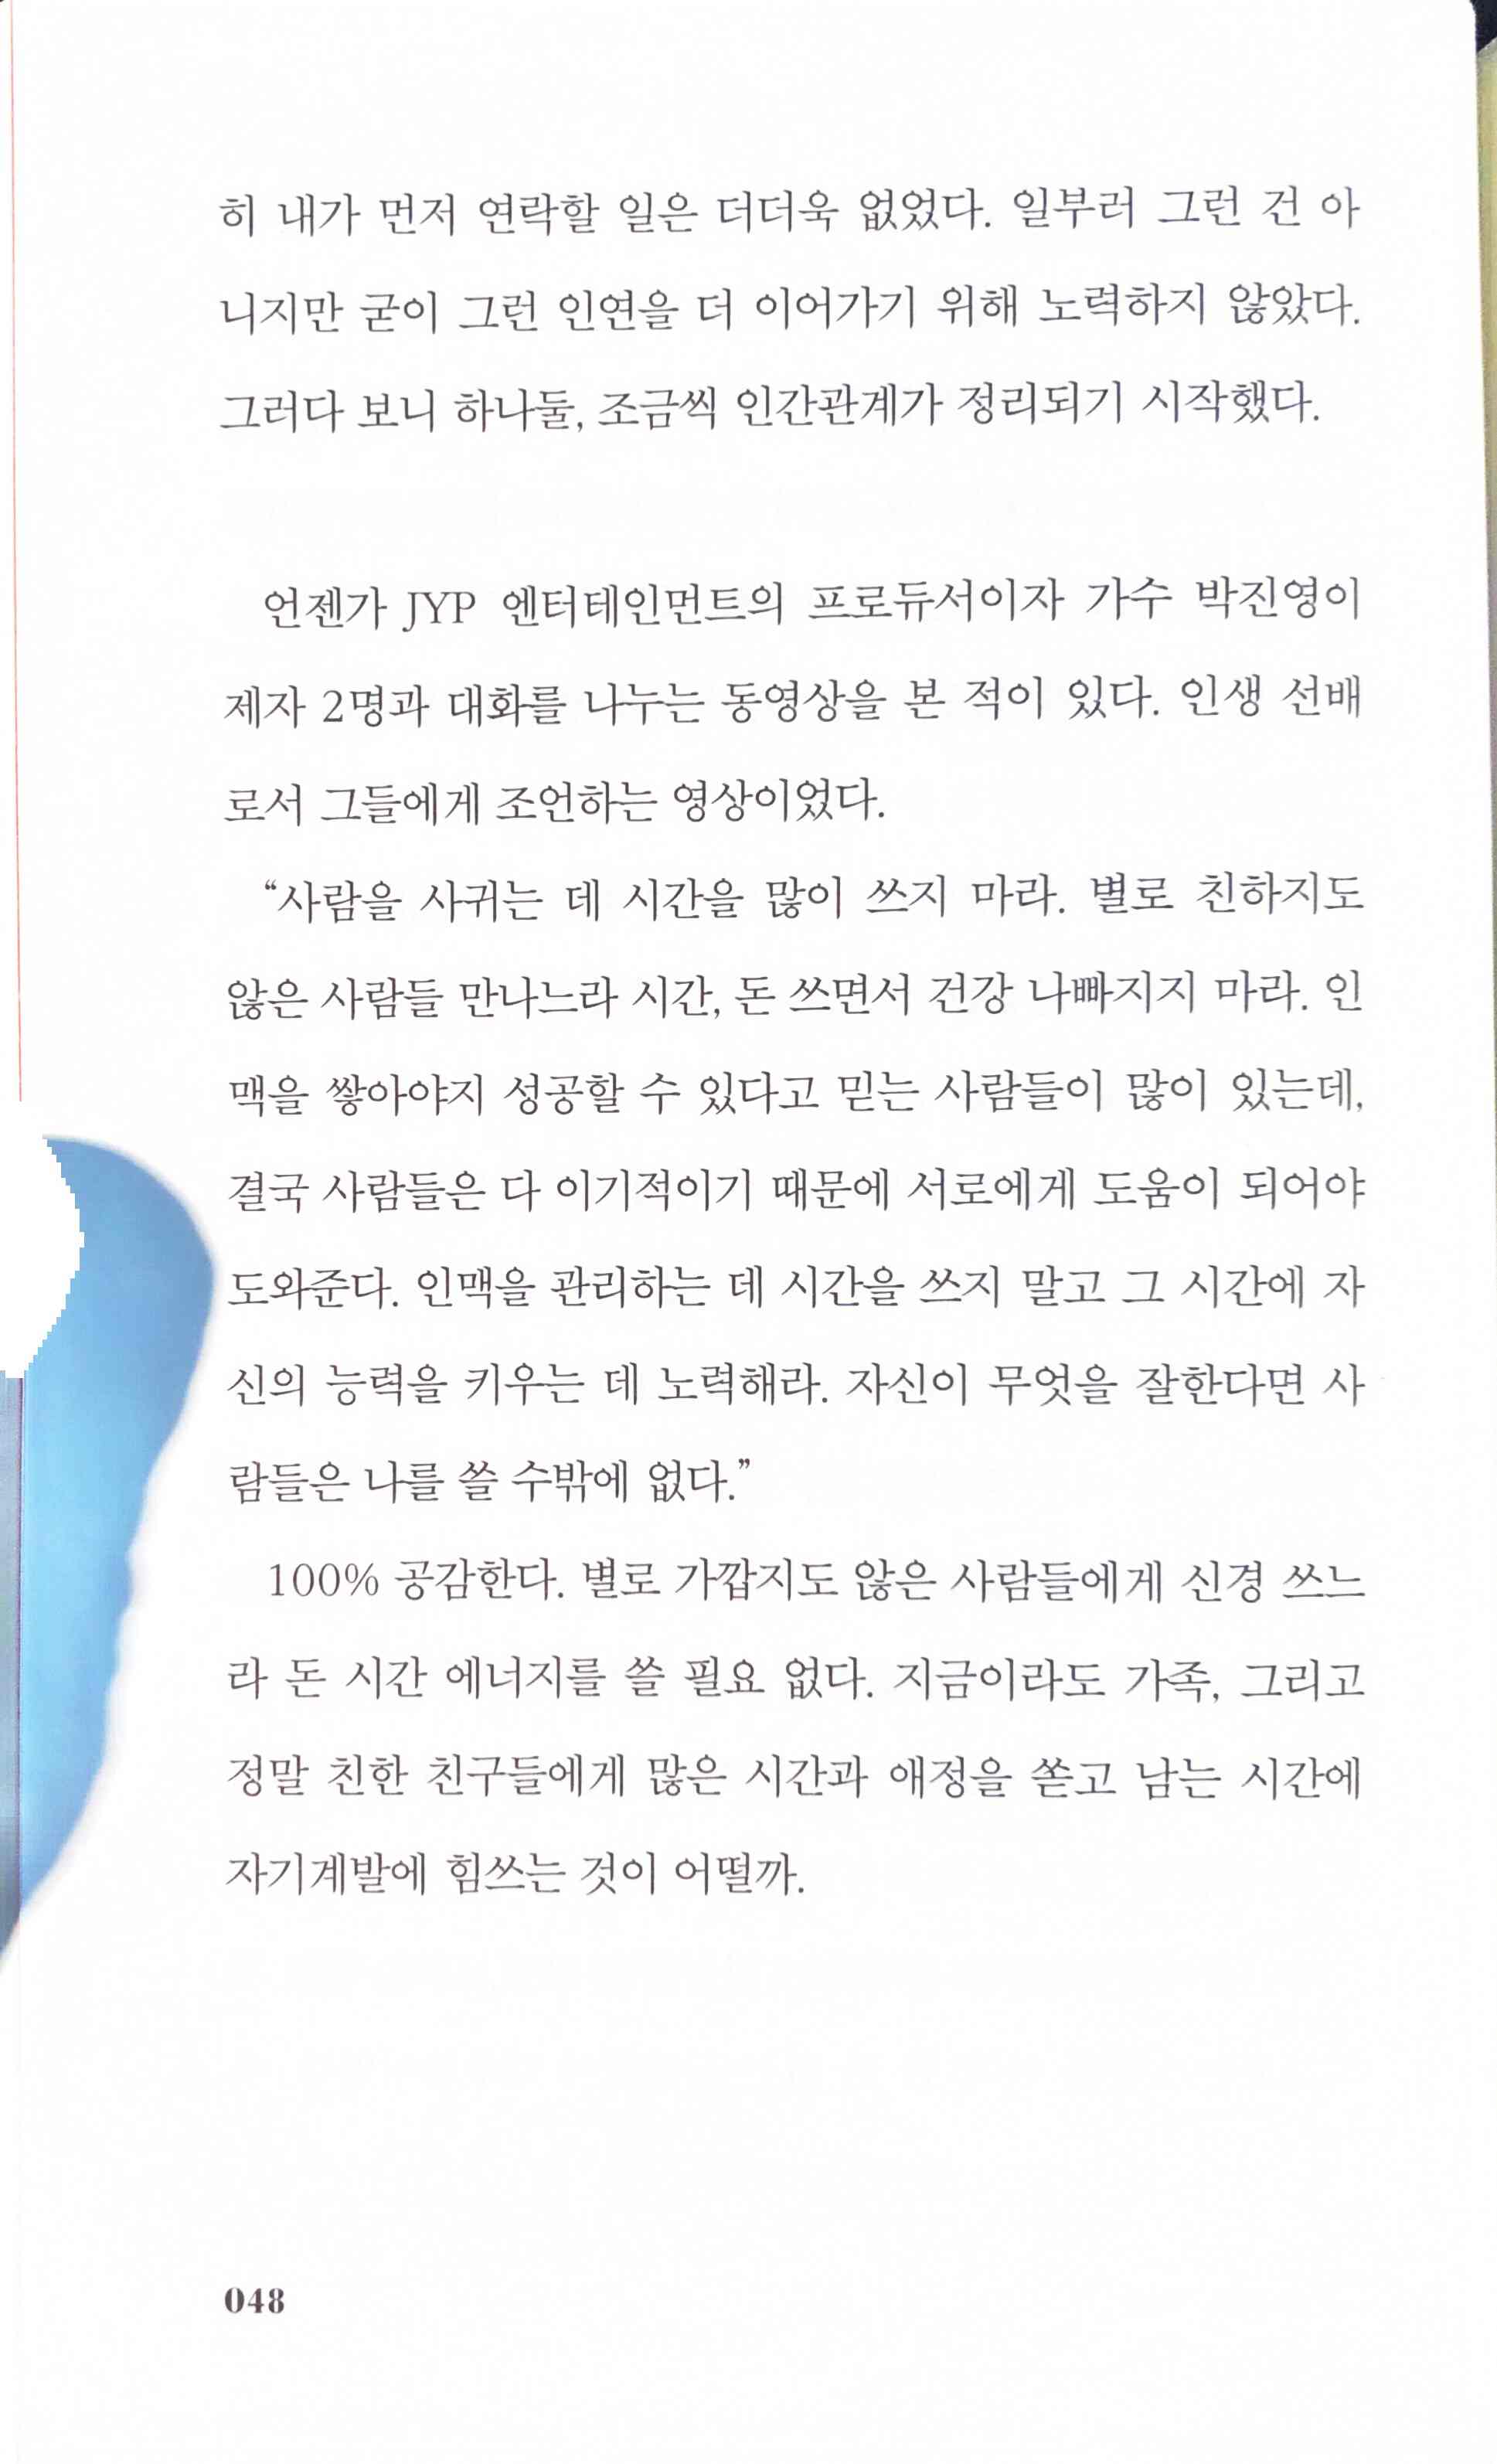 히 내가 먼저 연락할 일은 더더욱 없었다. 일부러 그런 건 아
니지만 굳이 그런 인연을 더 이어가기 위해 노력하지 않았다.
그러다 보니 하나둘, 조금씩 인간관계가 정리되기 시작했다.
언젠가 JYP 엔터테인먼트의 프로듀서이자 가수 박진영이
제자 2명과 대화를 나누는 동영상을 본 적이 있다. 인생 선배
로서 그들에게 조언하는 영상이었다.
“사람을 사귀는 데 시간을 많이 쓰지 마라. 별로 친하지도
않은 사람들 만나느라 시간, 돈 쓰면서 건강 나빠지지 마라. 인
맥을 쌓아야지 성공할 수 있다고 믿는 사람들이 많이 있는데,
결국 사람들은 다 이기적이기 때문에 서로에게 도움이 되어야
도와준다. 인맥을 관리하는 데 시간을 쓰지 말고 그 시간에 자
신의 능력을 키우는 데 노력해라. 자신이 무엇을 잘한다면 사
람들은 나를 쓸 수밖에 없다.”
100% 공감한다. 별로 가깝지도 않은 사람들에게 신경 쓰느
라 돈 시간 에너지를 쓸 필요 없다. 지금이라도 가족, 그리고
정말 친한 친구들에게 많은 시간과 애정을 쏟고 남는 시간에
자기계발에 힘쓰는 것이 어떨까.
048